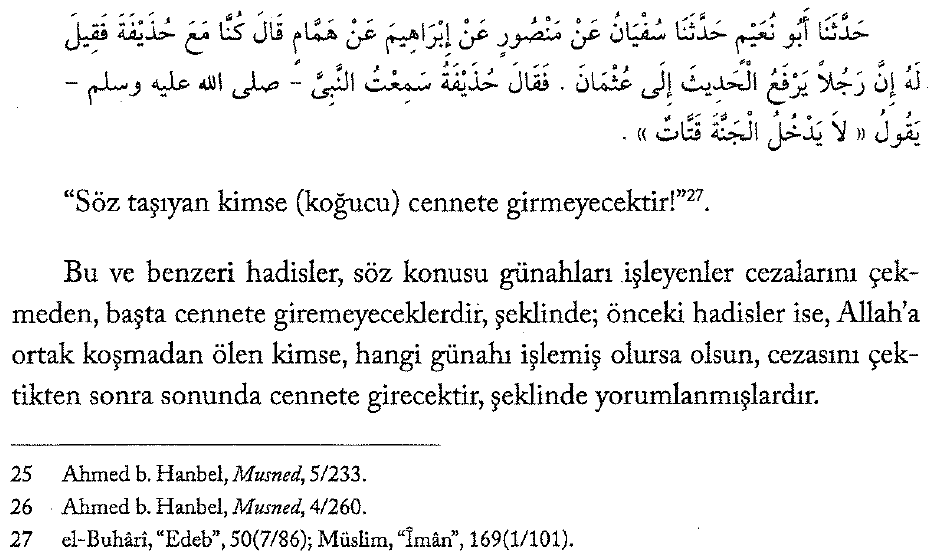 حَدَّثَنَا أَبُو نُعَيْمٍ حَدَّثَنَا سُفْيَانُ عَنْ مَنْصُورٍ عَنْ إِبْرَاهِيمَ عَنْ هَمَّامٍ قَالَ كُنَّا مَعَ حُذَيْفَةَ فَقِيلَ
لَهُ إِنَّ رَجُلاً يَرْفَعُ الْحَدِيثَ إِلَى عُثْمَانَ . فَقَالَ حُذَيْفَةُ سَمِعْتُ النَّبِىَّ – صلى الله عليه وسلم –
يَقُولُ « لاَ يَدْخُلُ الْجَنَّةَ قَتَّاتٌ » .
“Söz taşıyan kimse (koğucu) cennete girmeyecektir!”27.
Bu ve benzeri hadisler, söz konusu günahları işleyenler cezalarını çek-
meden, başta cennete giremeyeceklerdir, şeklinde; önceki hadisler ise, Allah’a
ortak koşmadan ölen kimse, hangi günahı işlemiş olursa olsun, cezasını çek-
tikten sonra sonunda cennete girecektir, şeklinde yorumlanmışlardır.
25 Ahmed b. Hanbel, Musned, 5/233.
26 Ahmed b. Hanbel, Musned, 4/260.
27 el-Buhârî, “Edeb”, 50(7/86); Müslim, “Îmân”, 169(1/101).